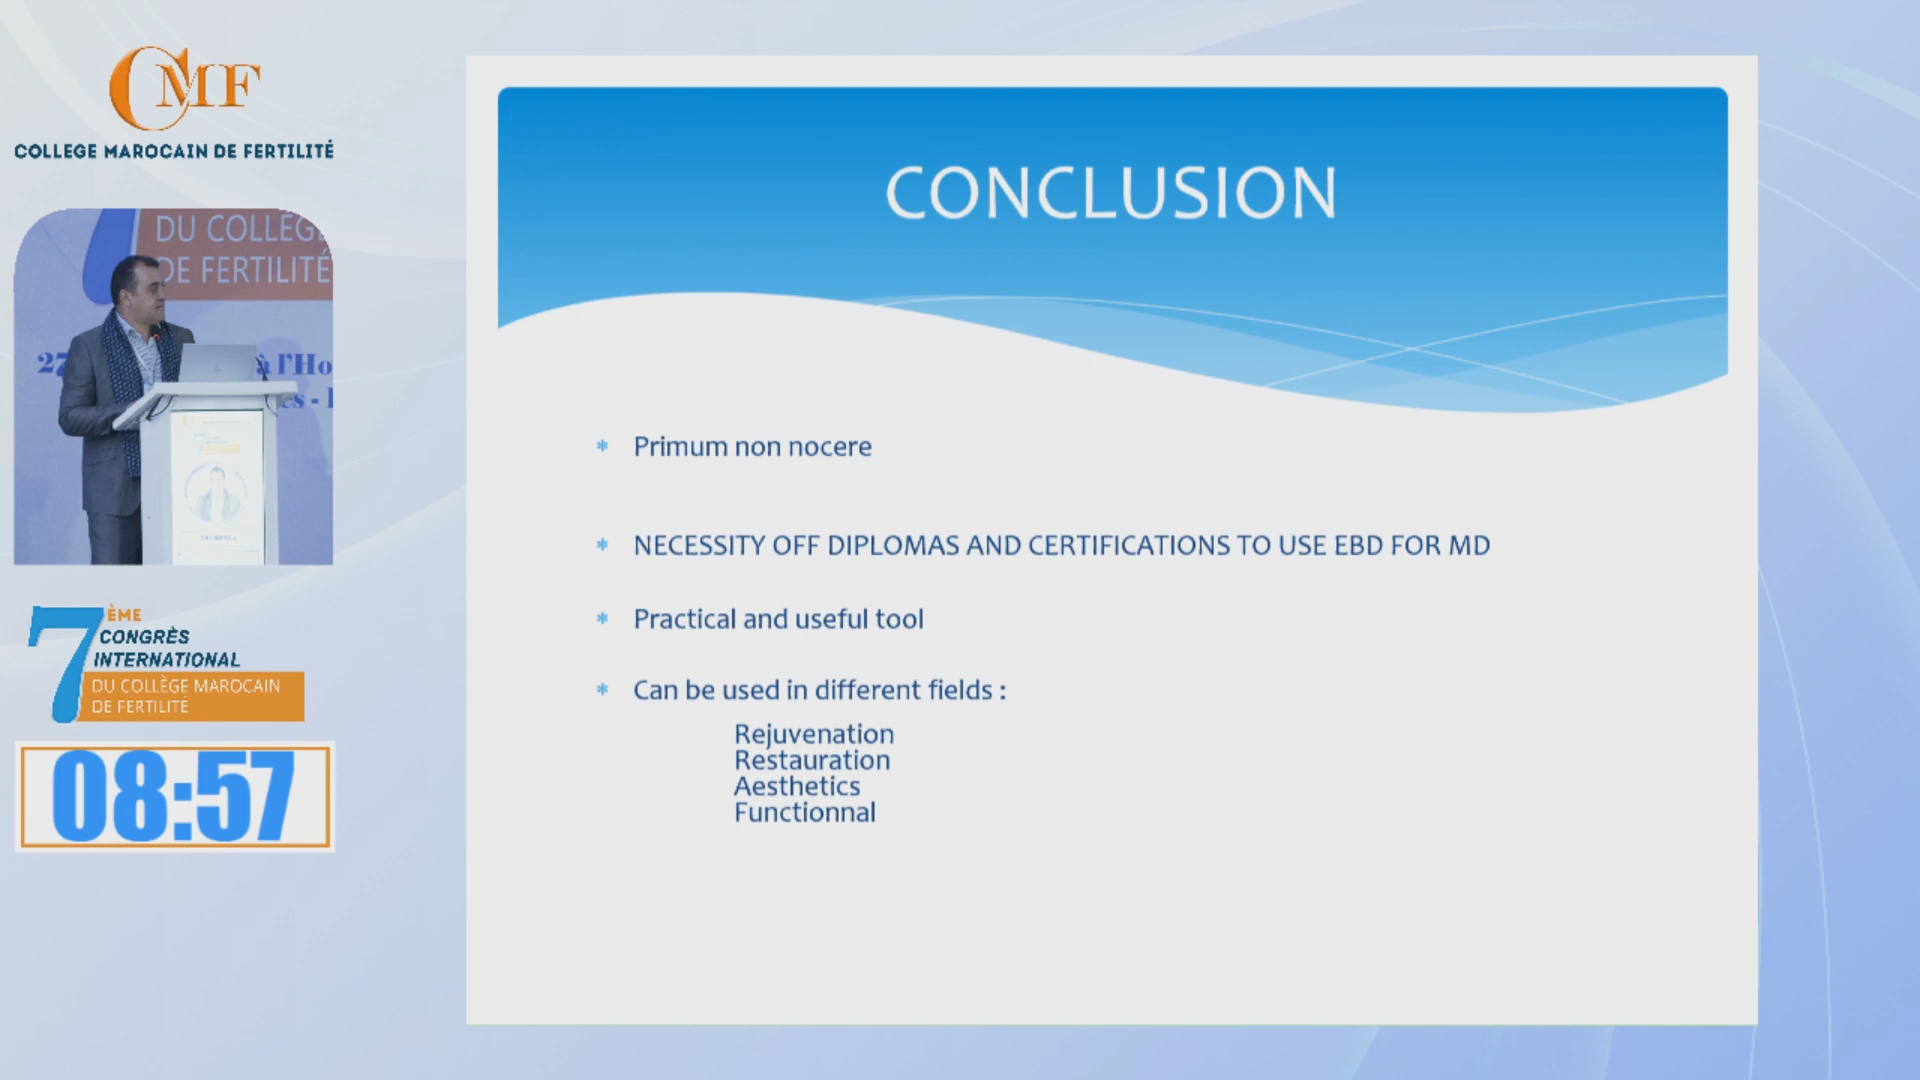 CMF
COLLEGE MAROCAIN DE FERTILITÉ
DU COLLEG
DE FERTILITÉ
27
à l'Ho
es - 
7ÈME
CONGRÈS
INTERNATIONAL
DU COLLÈGE MAROCAIN
DE FERTILITÉ
08:57
CONCLUSION
* Primum non nocere
* NECESSITY OFF DIPLOMAS AND CERTIFICATIONS TO USE EBD FOR MD
* Practical and useful tool
* Can be used in different fields :
Rejuvenation
Restauration
Aesthetics
Functionnal